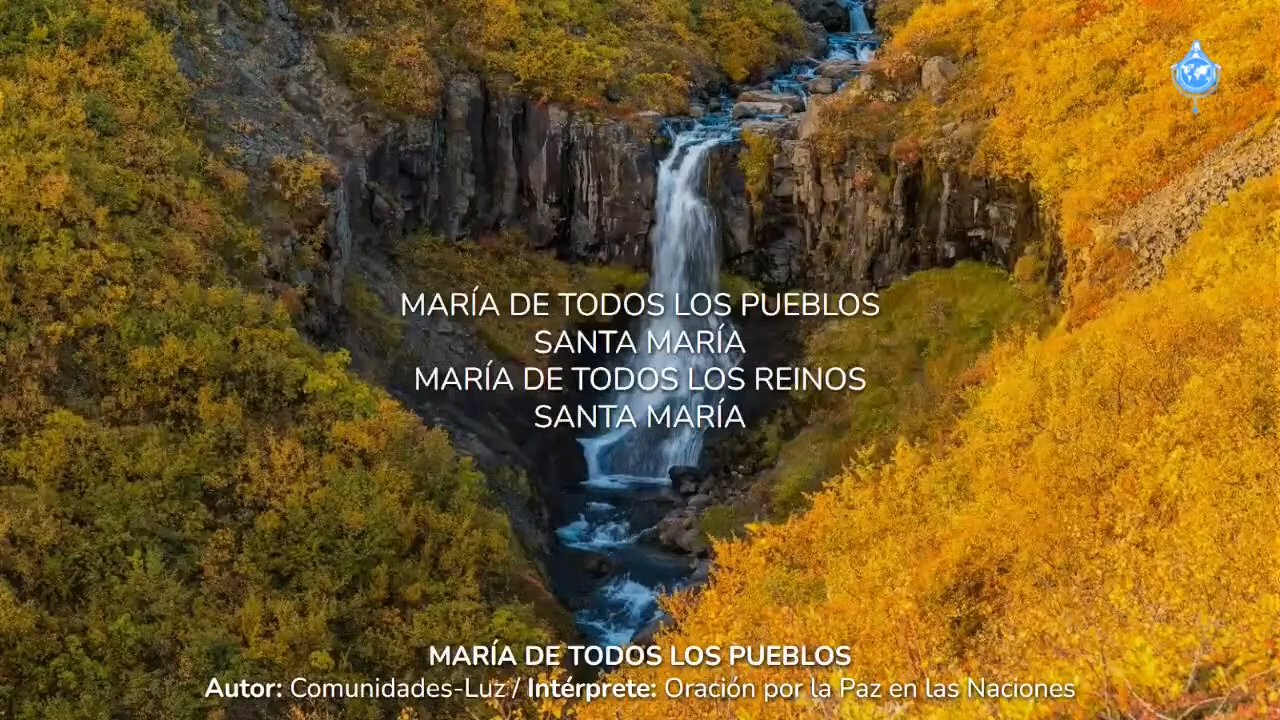 MARÍA DE TODOS LOS PUEBLOS
SANTA MARÍA
MARÍA DE TODOS LOS REINOS
SANTA MARÍA
MARÍA DE TODOS LOS PUEBLOS
Autor: Comunidades-Luz / Intérprete: Oración por la Paz en las Naciones